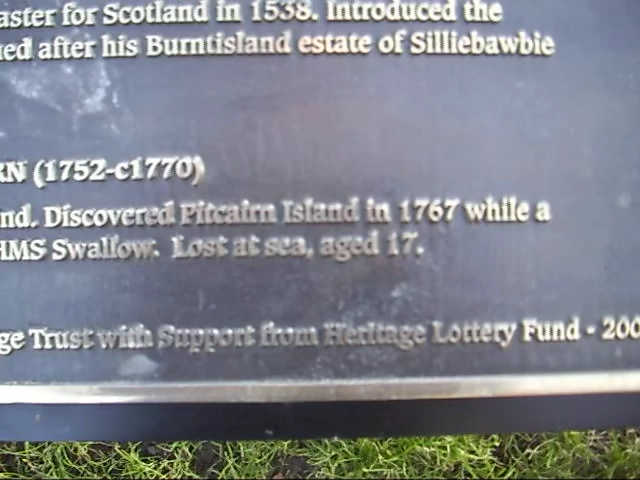 aster for Scotland in 1538. Introduced the
ed after his Burntisland estate of Silliebawbie
RN (1752-c1770)
nd. Discovered Pitcairn Island in 1767 while a
HMS Swallow. Lost at sea, aged 17.
ge Trust with Support from Heritage Lottery Fund - 200